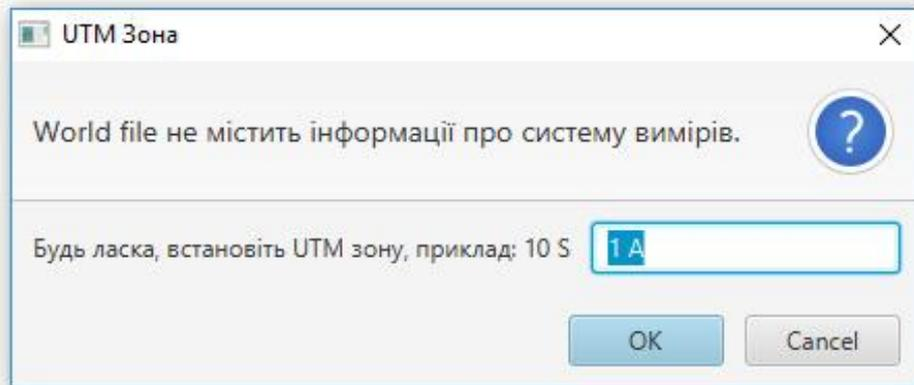 UTM Зона
World file не містить інформації про систему вимірів.
?
Будь ласка, встановіть UTM зону, приклад: 10 S
1 A
OK
Cancel